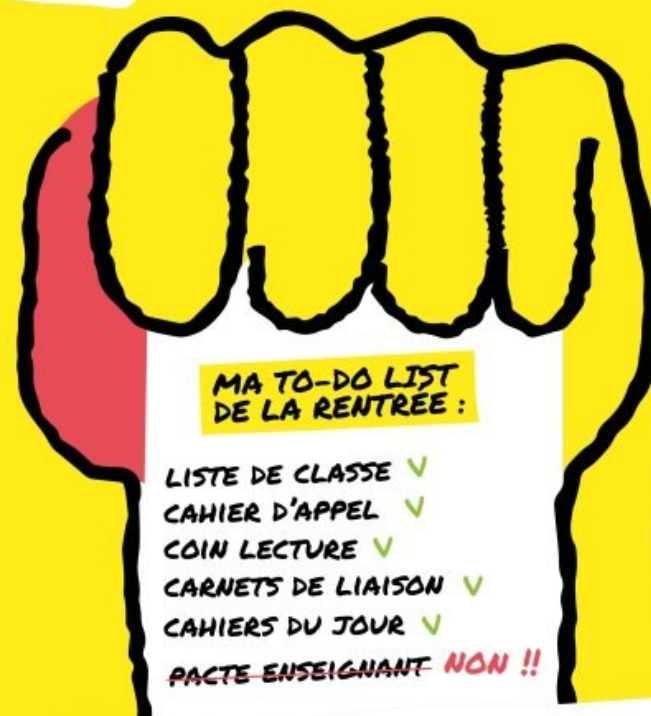 MA TO-DO LIST
DE LA RENTRÉE :
LISTE DE CLASSE V
CAHIER D'APPEL V
COIN LECTURE V
CARNETS DE LIAISON V
CAHIERS DU JOUR V
PACTE ENSEIGNANT NON !!